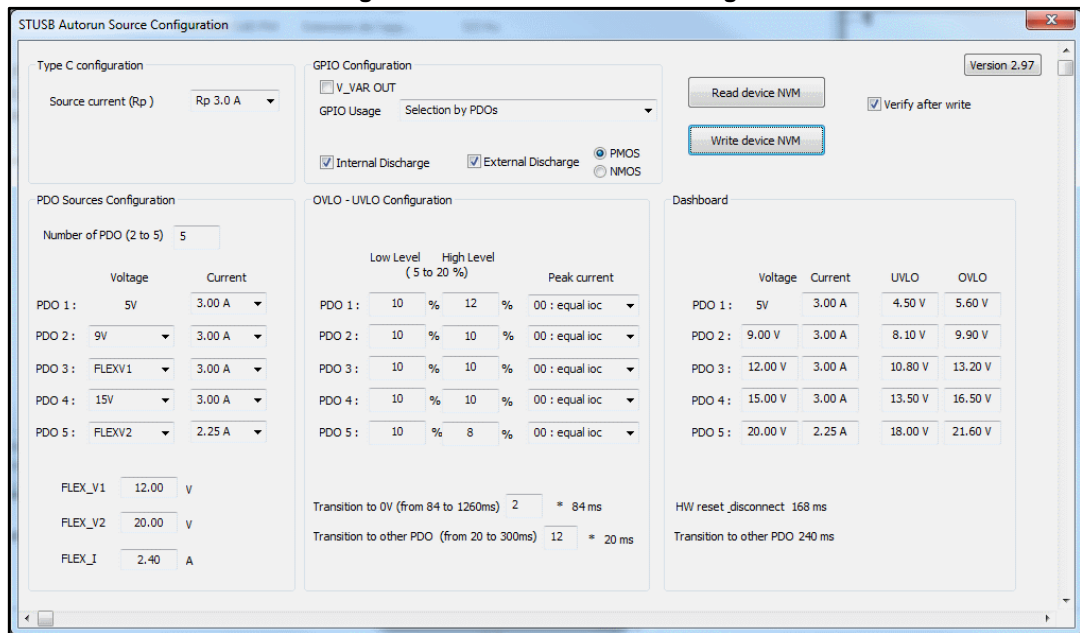 STUSB Autorun Source Configuration
Version 2.97
Type C configuration
Source current (Rp )
Rp 3.0 A
GPIO Configuration
V_VAR OUT
GPIO Usage
Selection by PDOs
Internal Discharge
External Discharge
PMOS
NMOS
Read device NVM
Write device NVM
Verify after write
PDO Sources Configuration
Number of PDO (2 to 5)
5
Voltage Current
PDO 1 : 5V 3.00 A
PDO 2 : 9V 3.00 A
PDO 3 : FLEXV1 3.00 A
PDO 4 : 15V 3.00 A
PDO 5 : FLEXV2 2.25 A
FLEX_V1 12.00 V
FLEX_V2 20.00 V
FLEX_I 2.40 A
OVLO - UVLO Configuration
Low Level High Level
( 5 to 20 %)
Peak current
PDO 1 : 10 % 12 % 00 : equal ioc
PDO 2 : 10 % 10 % 00 : equal ioc
PDO 3 : 10 % 10 % 00 : equal ioc
PDO 4 : 10 % 10 % 00 : equal ioc
PDO 5 : 10 % 8 % 00 : equal ioc
Transition to 0V (from 84 to 1260ms) 2 * 84 ms
Transition to other PDO (from 20 to 300ms) 12 * 20 ms
Dashboard
Voltage Current UVLO OVLO
PDO 1 : 5V 3.00 A 4.50 V 5.60 V
PDO 2 : 9.00 V 3.00 A 8.10 V 9.90 V
PDO 3 : 12.00 V 3.00 A 10.80 V 13.20 V
PDO 4 : 15.00 V 3.00 A 13.50 V 16.50 V
PDO 5 : 20.00 V 2.25 A 18.00 V 21.60 V
HW reset _disconnect 168 ms
Transition to other PDO 240 ms